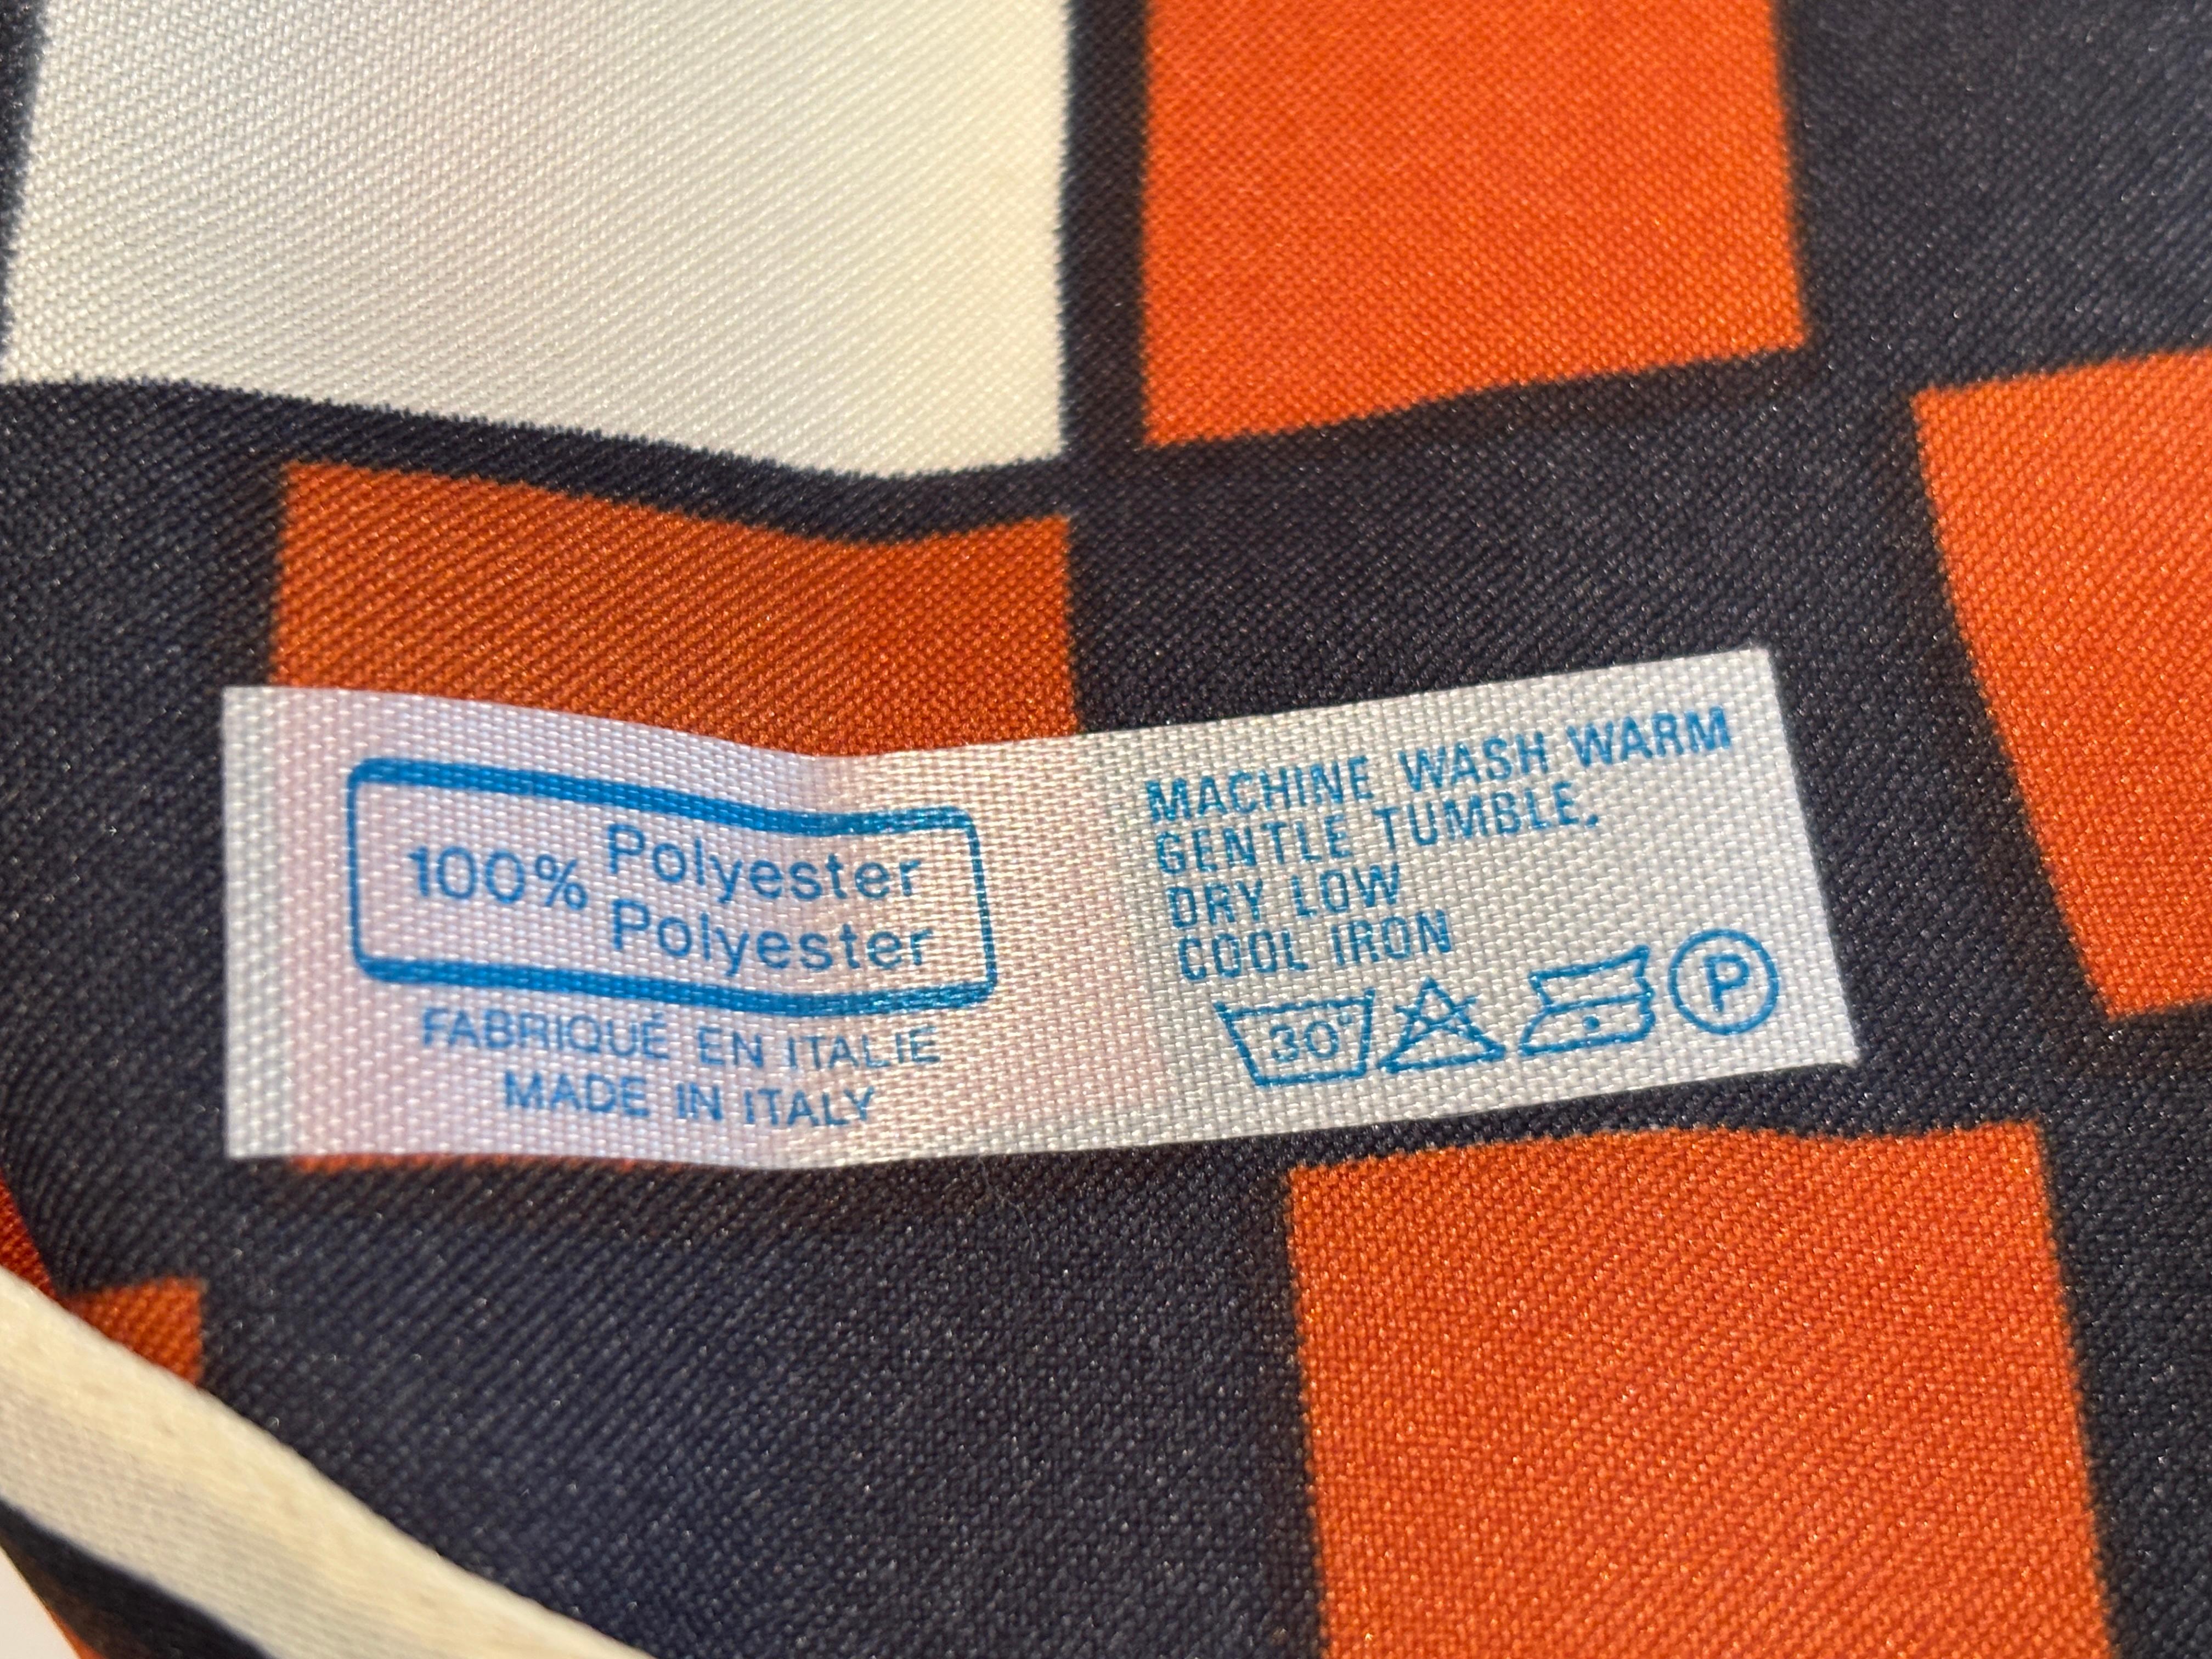 100% Polyester
Polyester
FABRIQUÉ EN ITALIE
MADE IN ITALY
MACHINE WASH WARM
GENTLE TUMBLE.
DRY LOW
COOL IRON
30° P